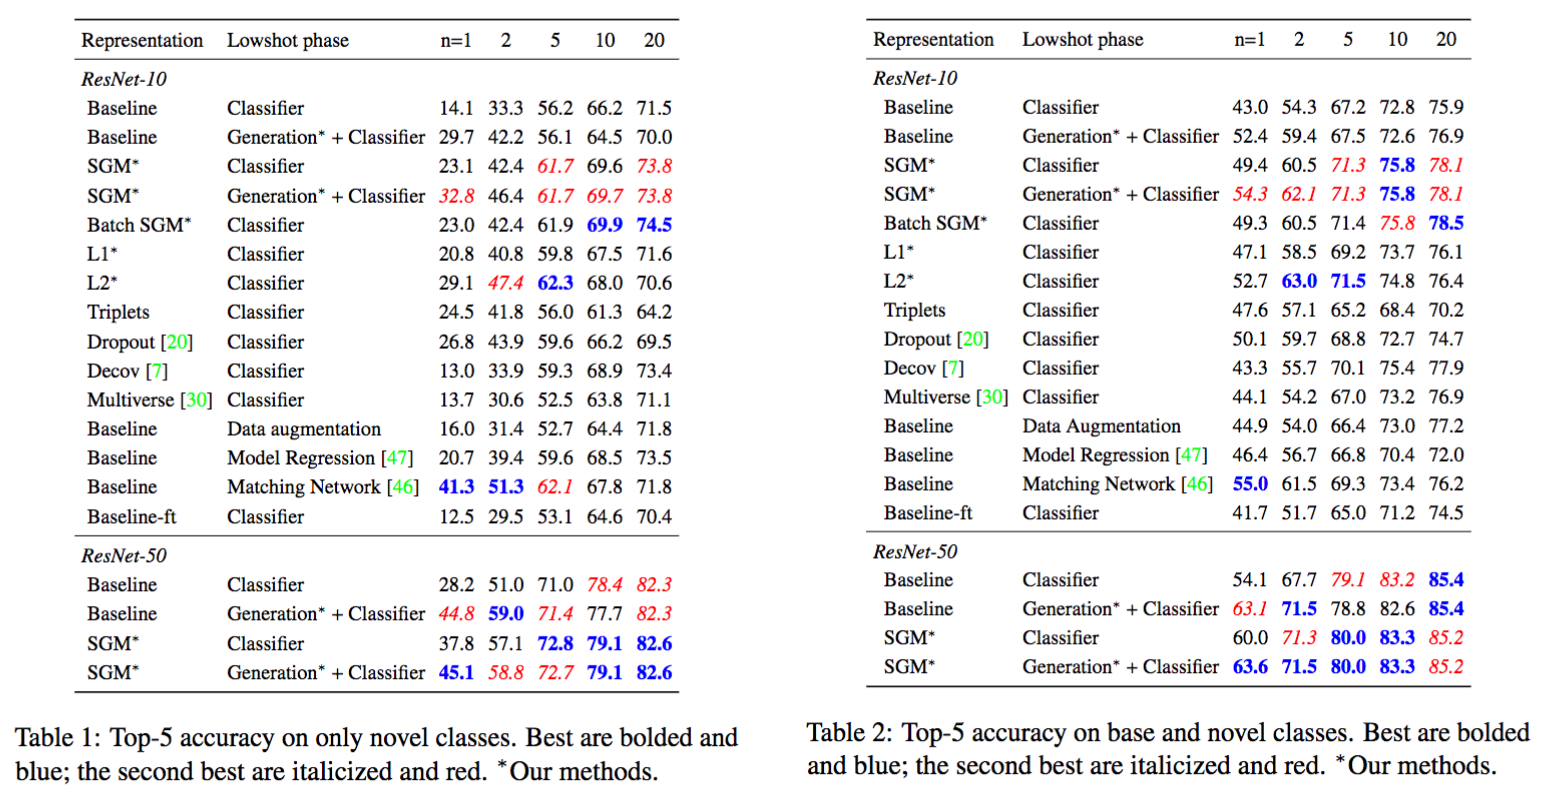 Representation Lowshot phase n=1 2 5 10 20
ResNet-10
Baseline Classifier 14.1 33.3 56.2 66.2 71.5
Baseline Generation* + Classifier 29.7 42.2 56.1 64.5 70.0
SGM* Classifier 23.1 42.4 61.7 69.6 73.8
SGM* Generation* + Classifier 32.8 46.4 61.7 69.7 73.8
Batch SGM* Classifier 23.0 42.4 61.9 69.9 74.5
L1* Classifier 20.8 40.8 59.8 67.5 71.6
L2* Classifier 29.1 47.4 62.3 68.0 70.6
Triplets Classifier 24.5 41.8 56.0 61.3 64.2
Dropout [20] Classifier 26.8 43.9 59.6 66.2 69.5
Decov [7] Classifier 13.0 33.9 59.3 68.9 73.4
Multiverse [30] Classifier 13.7 30.6 52.5 63.8 71.1
Baseline Data augmentation 16.0 31.4 52.7 64.4 71.8
Baseline Model Regression [47] 20.7 39.4 59.6 68.5 73.5
Baseline Matching Network [46] 41.3 51.3 62.1 67.8 71.8
Baseline-ft Classifier 12.5 29.5 53.1 64.6 70.4
ResNet-50
Baseline Classifier 28.2 51.0 71.0 78.4 82.3
Baseline Generation* + Classifier 44.8 59.0 71.4 77.7 82.3
SGM* Classifier 37.8 57.1 72.8 79.1 82.6
SGM* Generation* + Classifier 45.1 58.8 72.7 79.1 82.6
Table 1: Top-5 accuracy on only novel classes. Best are bolded and
blue; the second best are italicized and red. *Our methods.
Representation Lowshot phase n=1 2 5 10 20
ResNet-10
Baseline Classifier 43.0 54.3 67.2 72.8 75.9
Baseline Generation* + Classifier 52.4 59.4 67.5 72.6 76.9
SGM* Classifier 49.4 60.5 71.3 75.8 78.1
SGM* Generation* + Classifier 54.3 62.1 71.3 75.8 78.1
Batch SGM* Classifier 49.3 60.5 71.4 75.8 78.5
L1* Classifier 47.1 58.5 69.2 73.7 76.1
L2* Classifier 52.7 63.0 71.5 74.8 76.4
Triplets Classifier 47.6 57.1 65.2 68.4 70.2
Dropout [20] Classifier 50.1 59.7 68.8 72.7 74.7
Decov [7] Classifier 43.3 55.7 70.1 75.4 77.9
Multiverse [30] Classifier 44.1 54.2 67.0 73.2 76.9
Baseline Data Augmentation 44.9 54.0 66.4 73.0 77.2
Baseline Model Regression [47] 46.4 56.7 66.8 70.4 72.0
Baseline Matching Network [46] 55.0 61.5 69.3 73.4 76.2
Baseline-ft Classifier 41.7 51.7 65.0 71.2 74.5
ResNet-50
Baseline Classifier 54.1 67.7 79.1 83.2 85.4
Baseline Generation* + Classifier 63.1 71.5 78.8 82.6 85.4
SGM* Classifier 60.0 71.3 80.0 83.3 85.2
SGM* Generation* + Classifier 63.6 71.5 80.0 83.3 85.2
Table 2: Top-5 accuracy on base and novel classes. Best are bolded
and blue; the second best are italicized and red. *Our methods.